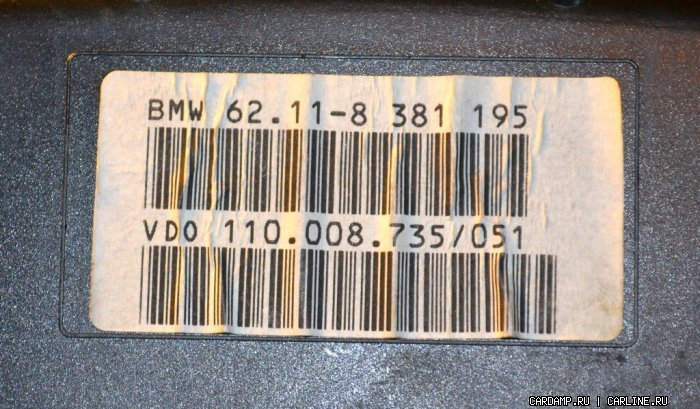 BMW 62.11-8 381 195
VDO 110.008.735/051
CARDAMP.RU | CARLINE.RU